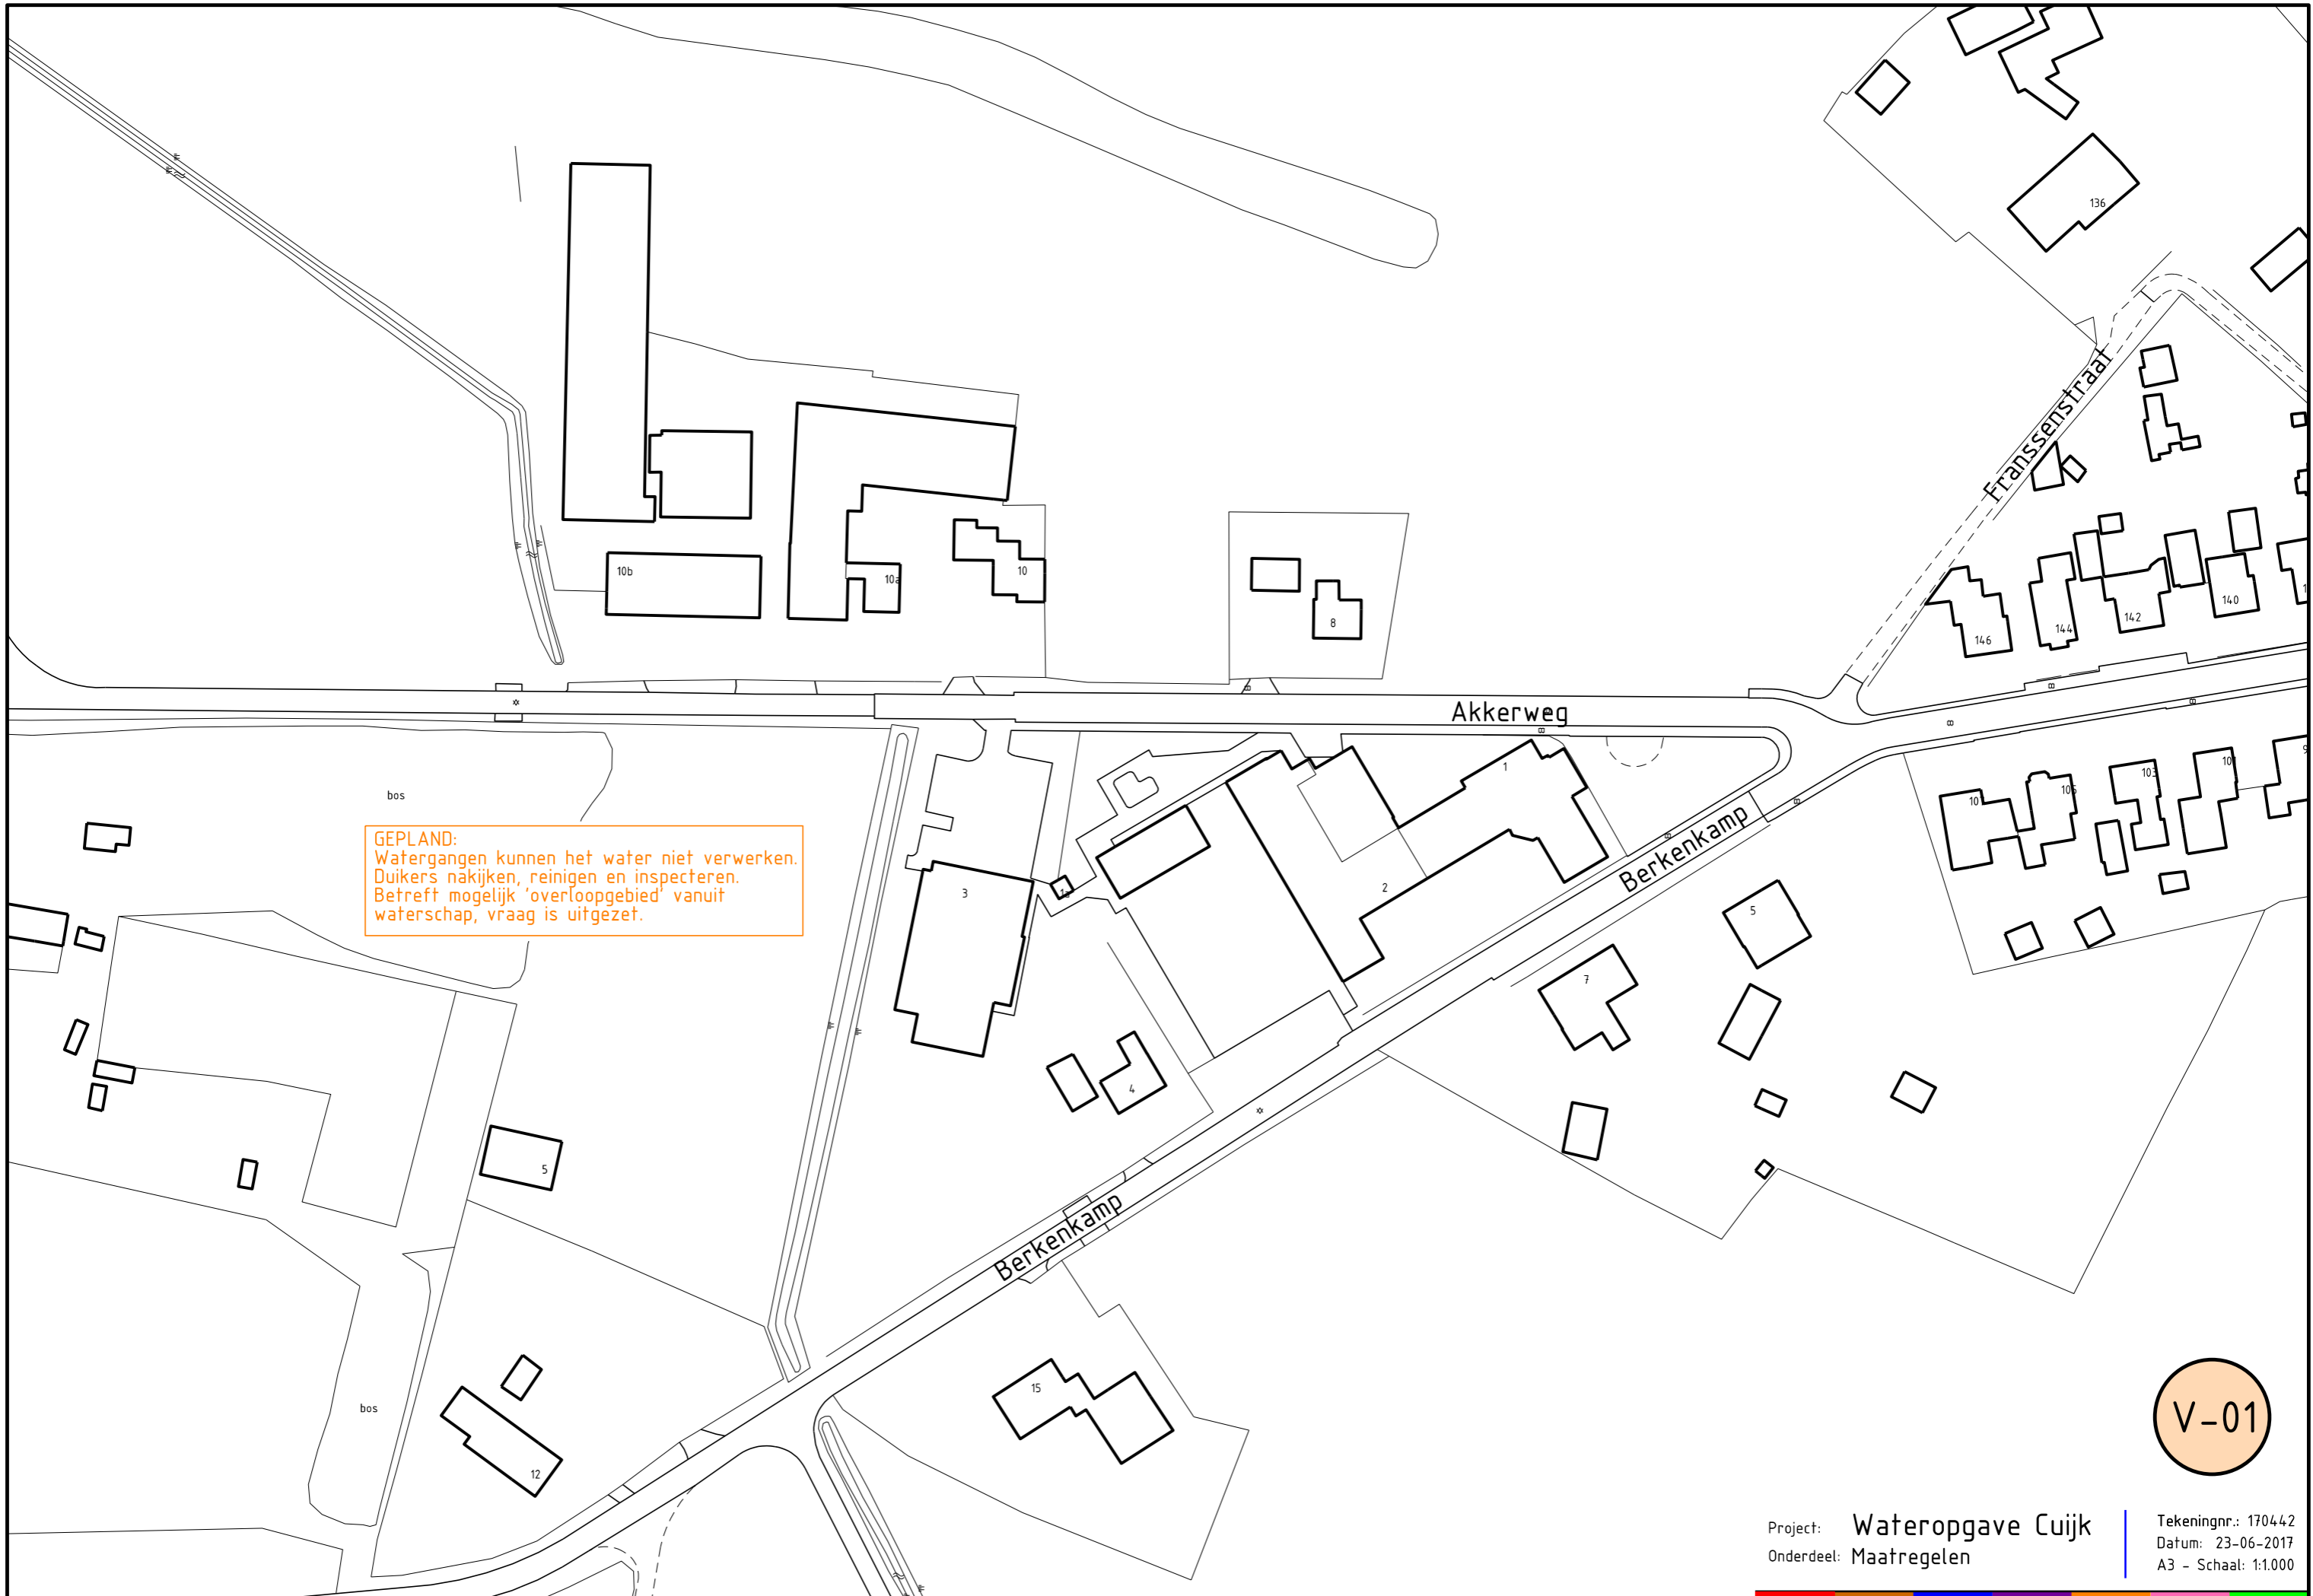 136
Franssenstraat
10b
10a
10
8
146
144
142
140
Akkerweg
1
bos
GEPLAND:
Watergangen kunnen het water niet verwerken.
Duikers nakijken, reinigen en inspecteren.
Betreft mogelijk 'overloopgebied' vanuit
waterschap, vraag is uitgezet.
3
1a
2
Berkenkamp
107
105
103
101
5
7
4
5
Berkenkamp
15
bos
12
V-01
Project: Wateropgave Cuijk
Onderdeel: Maatregelen
Tekeningnr.: 170442
Datum: 23-06-2017
A3 - Schaal: 1:1.000